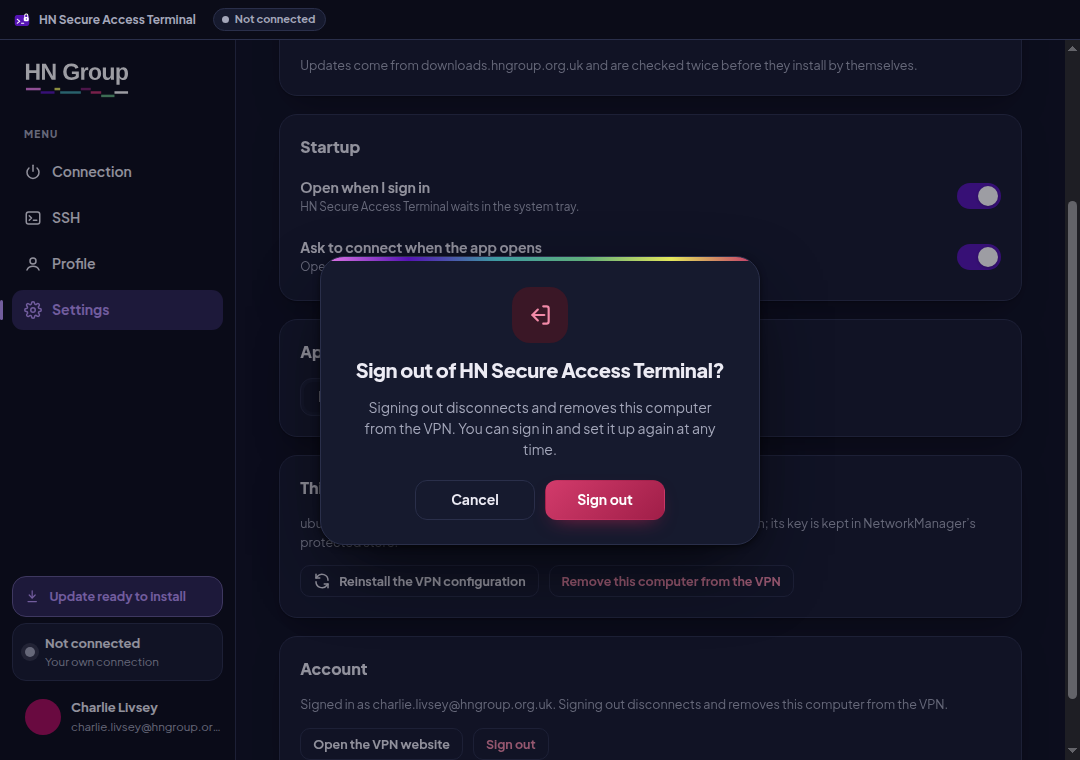 HN Secure Access Terminal
Not connected
HN Group
MENU
Connection
SSH
Profile
Settings
Update ready to install
Not connected
Your own connection
Charlie Livsey
charlie.livsey@hngroup.or...
Updates come from downloads.hngroup.org.uk and are checked twice before they install by themselves.
Startup
Open when I sign in
HN Secure Access Terminal waits in the system tray.
Ask to connect when the app opens
Sign out of HN Secure Access Terminal?
Signing out disconnects and removes this computer
from the VPN. You can sign in and set it up again at any
time.
Cancel
Sign out
its key is kept in NetworkManager's
protected store.
Reinstall the VPN configuration
Remove this computer from the VPN
Account
Signed in as charlie.livsey@hngroup.org.uk. Signing out disconnects and removes this computer from the VPN.
Open the VPN website
Sign out